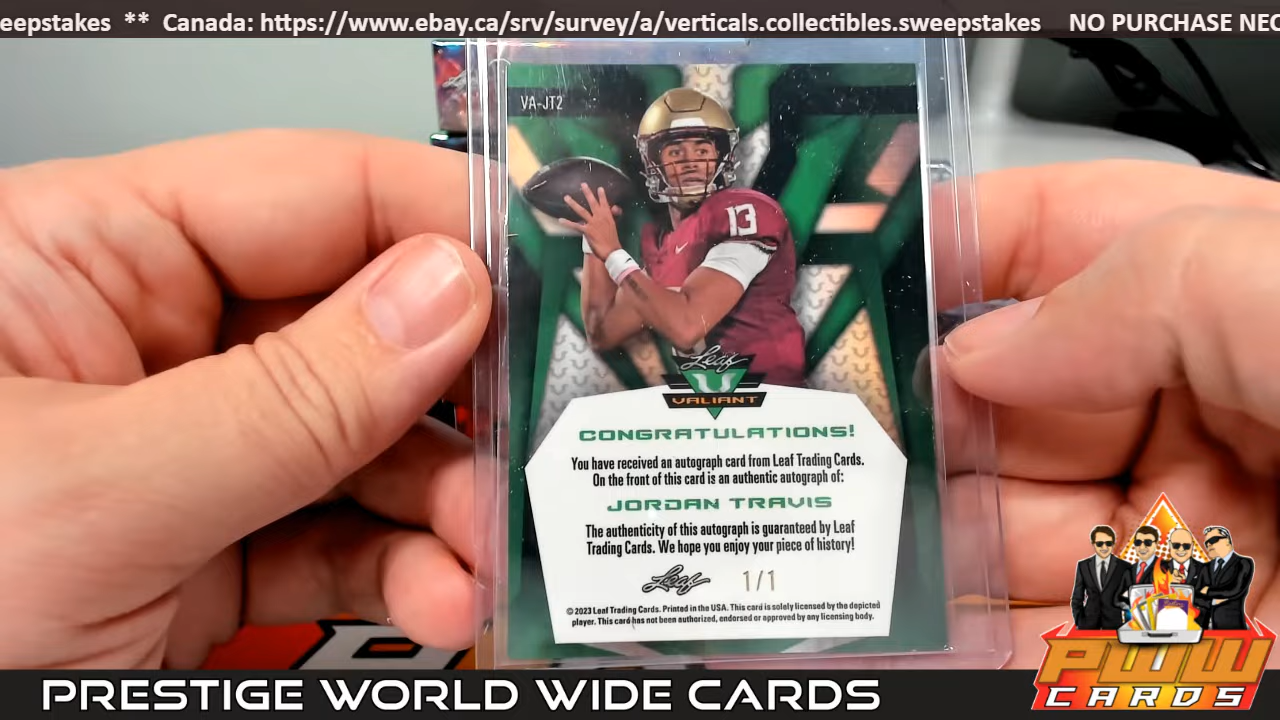 eepstakes ** Canada: https://www.ebay.ca/srv/survey/a/verticals.collectibles.sweepstakes NO PURCHASE NEC
VA-JT2
13
Leaf
VALIANT
CONGRATULATIONS!
You have received an autograph card from Leaf Trading Cards.
On the front of this card is an authentic autograph of:
JORDAN TRAVIS
The authenticity of this autograph is guaranteed by Leaf
Trading Cards. We hope you enjoy your piece of history!
Leaf 1/1
© 2023 Leaf Trading Cards. Printed in the USA. This card is solely licensed by the depicted
player. This card has not been authorized, endorsed or approved by any licensing body.
PRESTIGE WORLD WIDE CARDS
PWW
CARDS